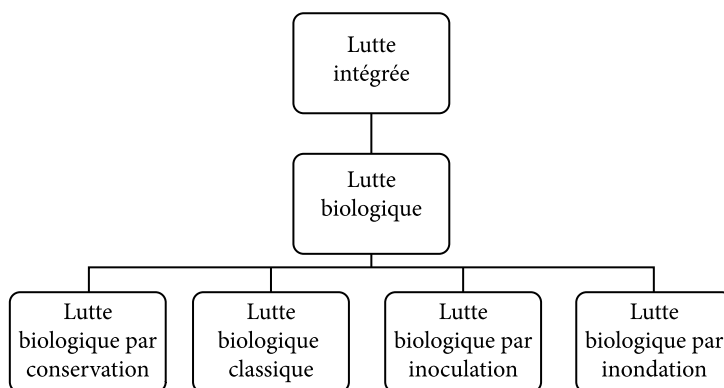 Lutte
intégrée
Lutte
biologique
Lutte
biologique par
conservation
Lutte
biologique
classique
Lutte
biologique par
inoculation
Lutte
biologique par
inondation